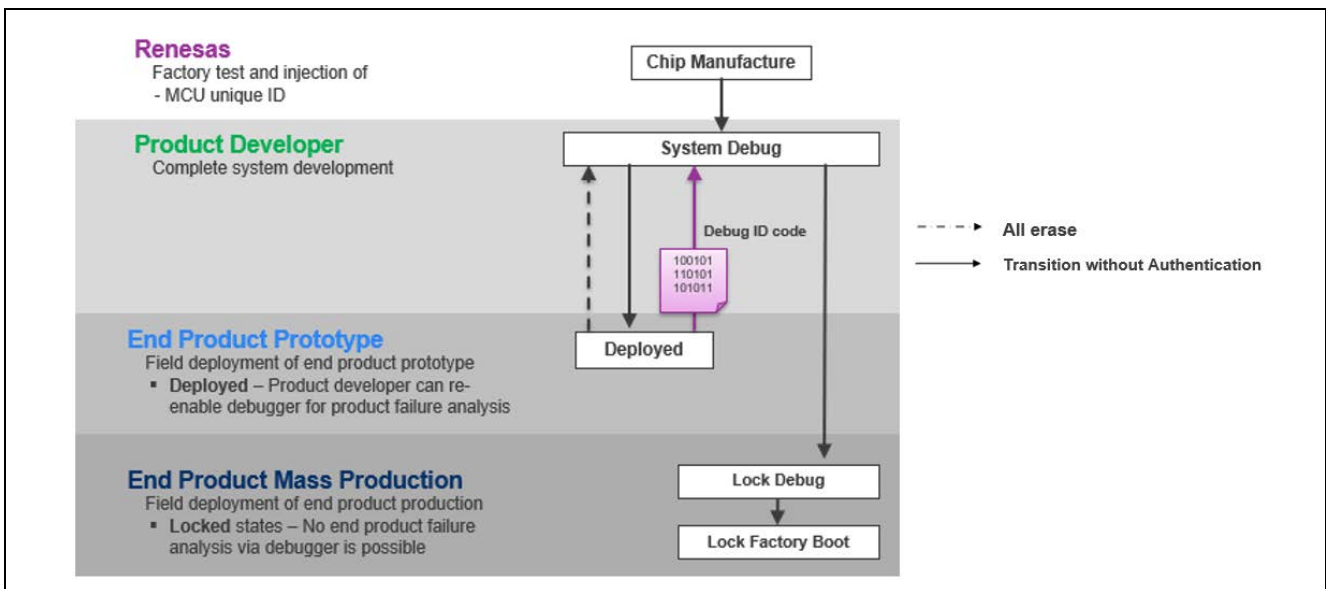 Renesas
Factory test and injection of
- MCU unique ID
Chip Manufacture
Product Developer
Complete system development
System Debug
Debug ID code
100101
110101
101011
All erase
Transition without Authentication
End Product Prototype
Field deployment of end product prototype
▪ Deployed – Product developer can re-
enable debugger for product failure analysis
Deployed
End Product Mass Production
Field deployment of end product production
▪ Locked states – No end product failure
analysis via debugger is possible
Lock Debug
Lock Factory Boot